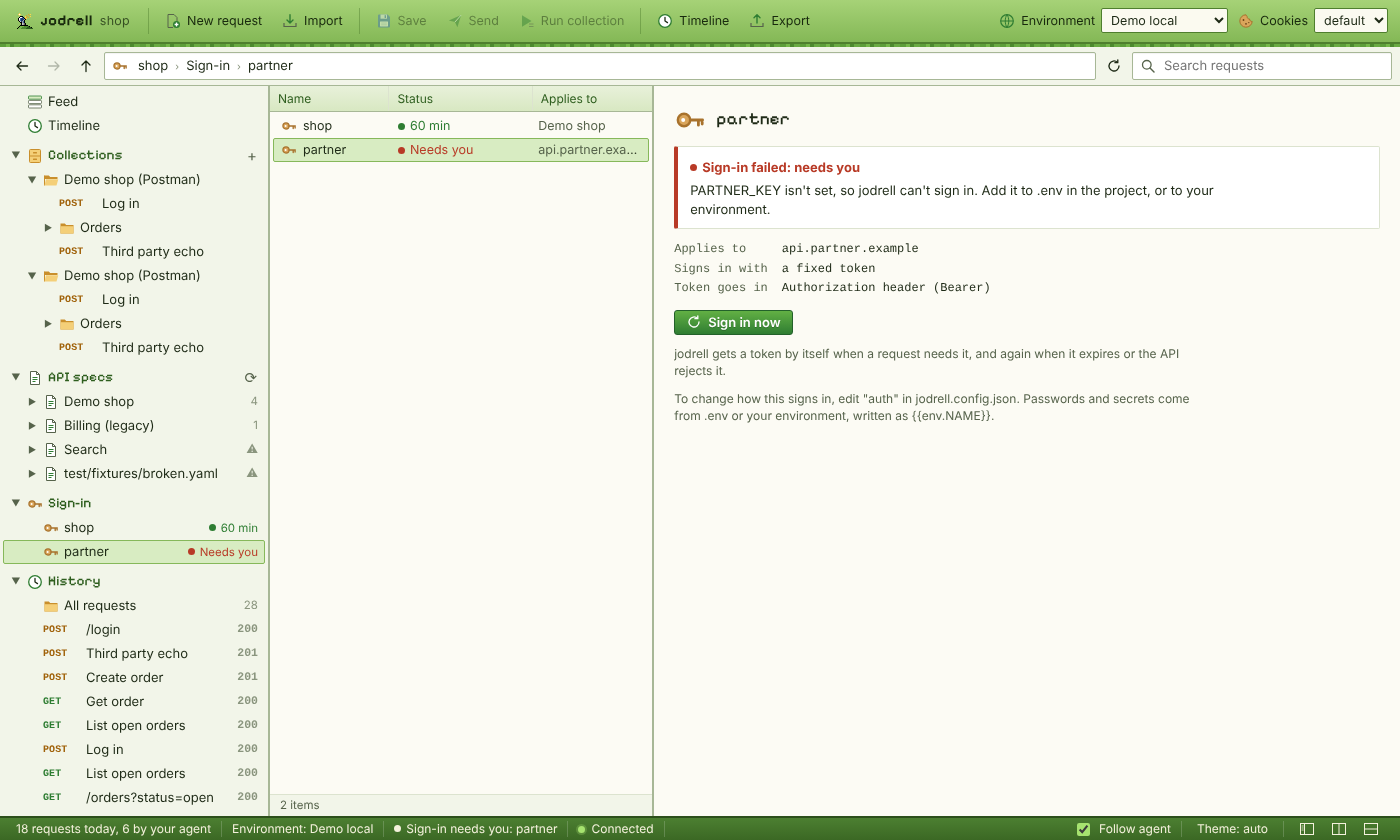 jodrell shop New request Import Save Send Run collection Timeline Export Environment Demo local Cookies default
shop › Sign-in › partner Search requests
Feed
Timeline
Collections +
Demo shop (Postman)
POST Log in
Orders
POST Third party echo
Demo shop (Postman)
POST Log in
Orders
POST Third party echo
API specs
Demo shop 4
Billing (legacy) 1
Search
test/fixtures/broken.yaml
Sign-in
shop 60 min
partner Needs you
History
All requests 28
POST /login 200
POST Third party echo 201
POST Create order 201
GET Get order 200
GET List open orders 200
POST Log in 200
GET List open orders 200
GET /orders?status=open 200
Name Status Applies to
shop 60 min Demo shop
partner Needs you api.partner.exa...
2 items
partner
Sign-in failed: needs you
PARTNER_KEY isn't set, so jodrell can't sign in. Add it to .env in the project, or to your
environment.
Applies to api.partner.example
Signs in with a fixed token
Token goes in Authorization header (Bearer)
Sign in now
jodrell gets a token by itself when a request needs it, and again when it expires or the API
rejects it.
To change how this signs in, edit "auth" in jodrell.config.json. Passwords and secrets come
from .env or your environment, written as {{env.NAME}}.
18 requests today, 6 by your agent Environment: Demo local Sign-in needs you: partner Connected Follow agent Theme: auto